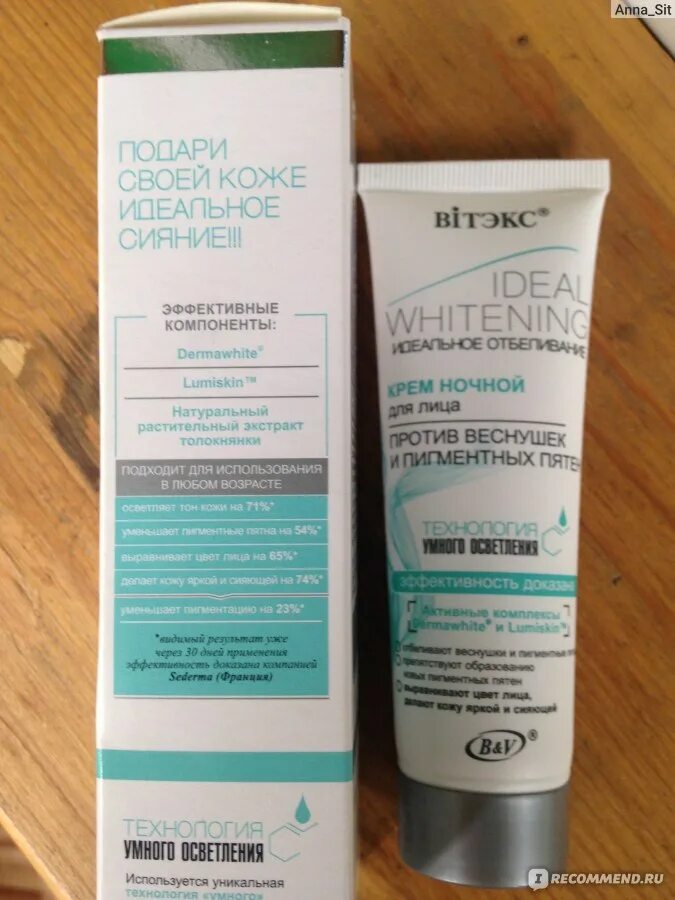 Anna_Sit
ПОДАРИ
СВОЕЙ КОЖЕ
ИДЕАЛЬНОЕ
СИЯНИЕ!!!
ЭФФЕКТИВНЫЕ
КОМПОНЕНТЫ:
Dermawhite®
Lumiskin™
Натуральный
растительный экстракт
толокнянки
ПОДХОДИТ ДЛЯ ИСПОЛЬЗОВАНИЯ
В ЛЮБОМ ВОЗРАСТЕ
осветляет тон кожи на 71%*
уменьшает пигментные пятна на 54%*
выравнивает цвет лица на 65%*
делает кожу яркой и сияющей на 74%*
уменьшает пигментацию на 23%*
*видимый результат уже
через 30 дней применения
эффективность доказана компанией
Sederma (Франция)
ТЕХНОЛОГИЯ
УМНОГО ОСВЕТЛЕНИЯ
Используется уникальная
технология «умного»
ВIТЭКС®
IDEAL
WHITENING
ИДЕАЛЬНОЕ ОТБЕЛИВАНИЕ
КРЕМ НОЧНОЙ
для лица
ПРОТИВ ВЕСНУШЕК
И ПИГМЕНТНЫХ ПЯТЕН
ТЕХНОЛОГИЯ
УМНОГО ОСВЕТЛЕНИЯ
эффективность доказана
Активные комплексы
Dermawhite® и Lumiskin™
отбеливают веснушки и пигментные
препятствуют образованию
новых пигментных пятен
выравнивают цвет лица,
делают кожу яркой и сияющей
B&V®
IRECOMMEND.RU